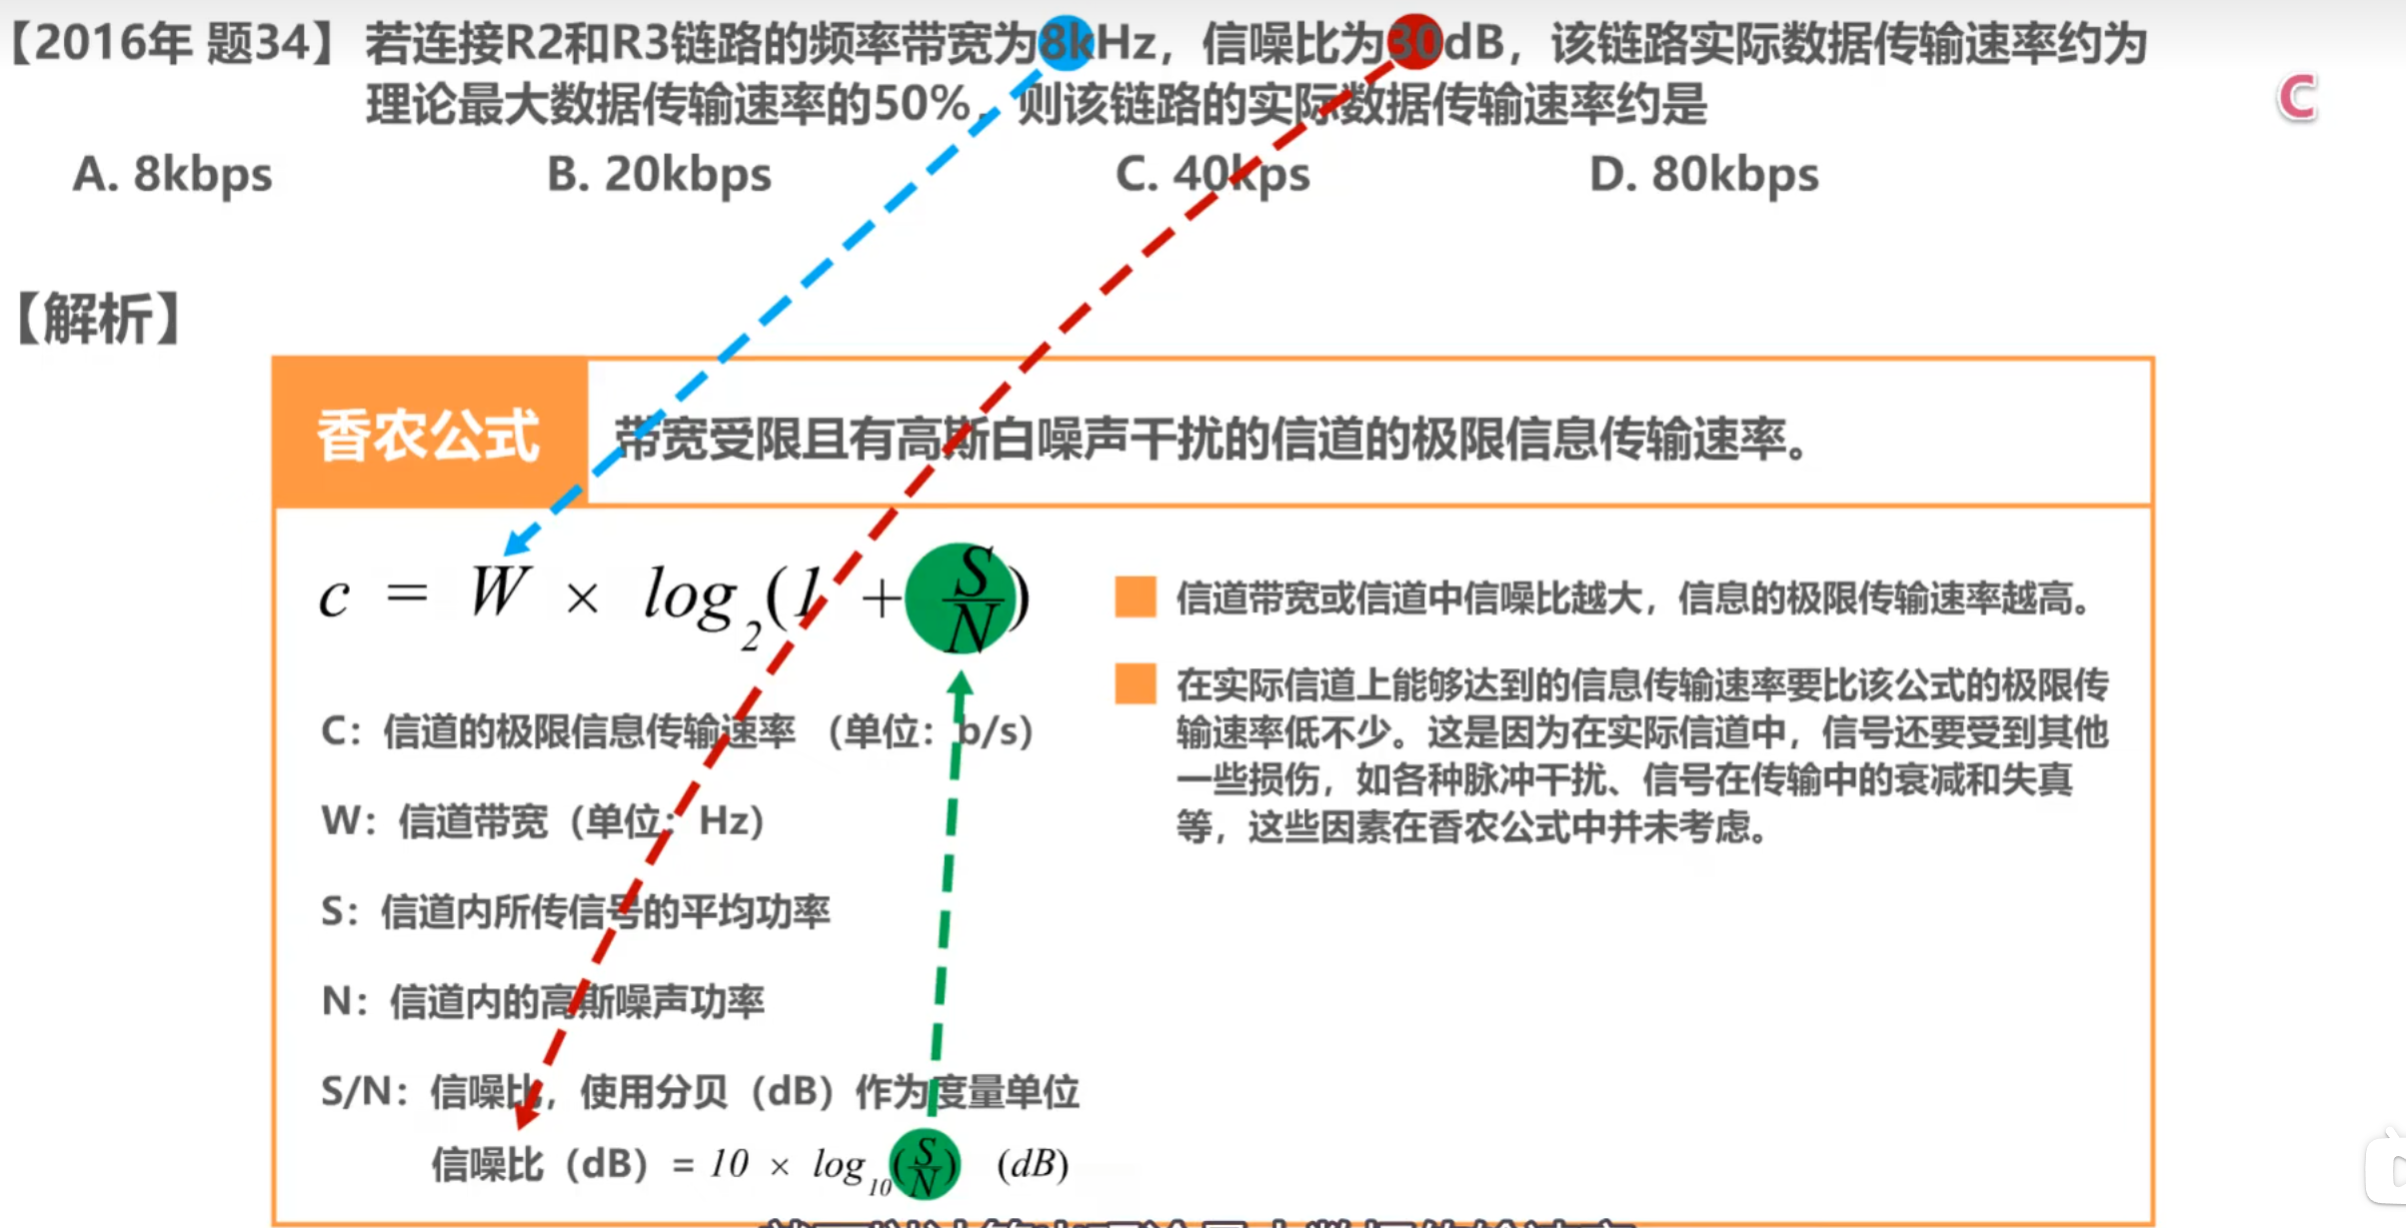 【2016年 题34】若连接R2和R3链路的频率带宽为8kHz，信噪比为30dB，该链路实际数据传输速率约为
理论最大数据传输速率的50%，则该链路的实际数据传输速率约是
C
A. 8kbps B. 20kbps C. 40kps D. 80kbps
【解析】
香农公式 带宽受限且有高斯白噪声干扰的信道的极限信息传输速率。
c = W × log₂(1 + S/N)
C：信道的极限信息传输速率 （单位：b/s）
W：信道带宽（单位：Hz）
S：信道内所传信号的平均功率
N：信道内的高斯噪声功率
S/N：信噪比，使用分贝（dB）作为度量单位
信噪比（dB）= 10 × log₁₀(S/N) (dB)
信道带宽或信道中信噪比越大，信息的极限传输速率越高。
在实际信道上能够达到的信息传输速率要比该公式的极限传
输速率低不少。这是因为在实际信道中，信号还要受到其他
一些损伤，如各种脉冲干扰、信号在传输中的衰减和失真
等，这些因素在香农公式中并未考虑。